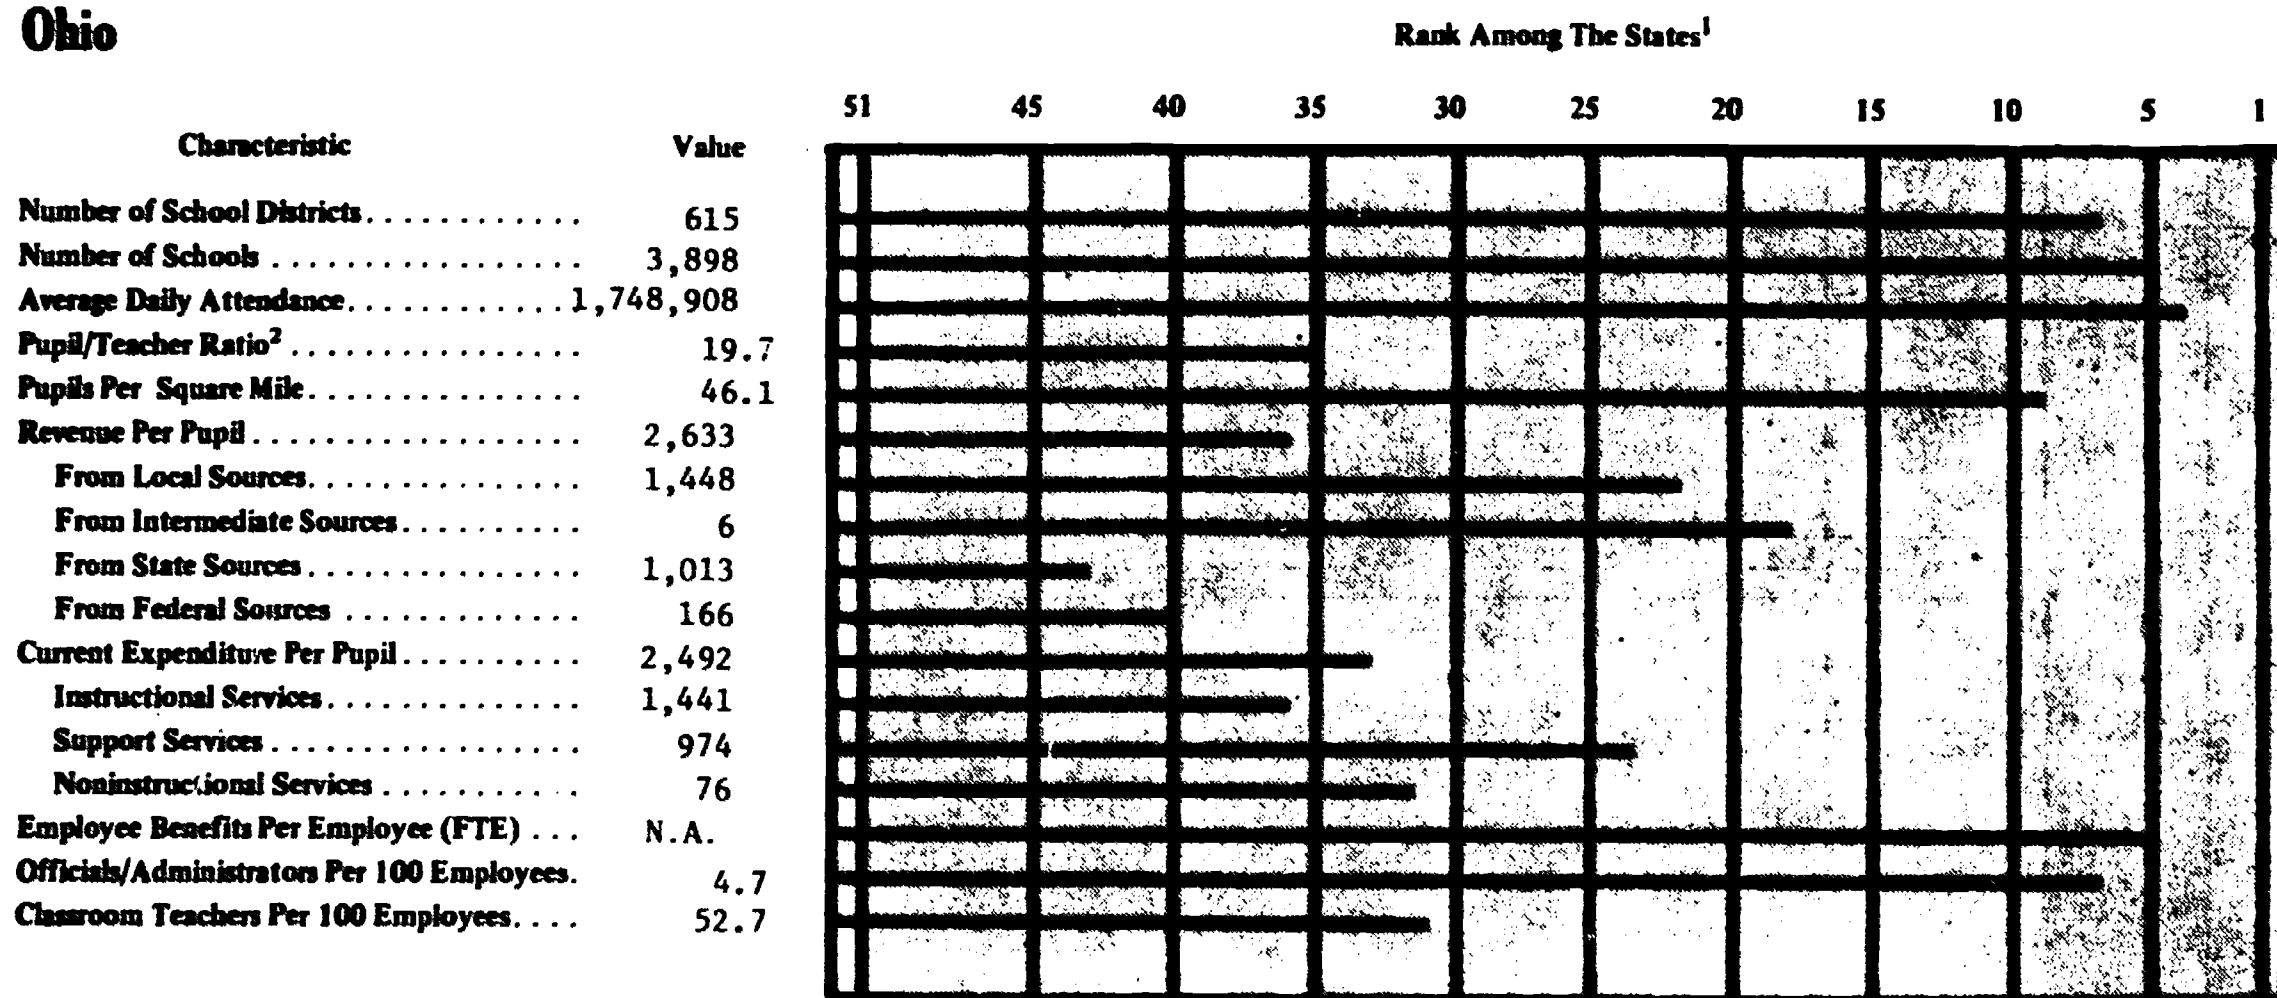 Ohio
Rank Among The States¹
51 45 40 35 30 25 20 15 10 5 1
Characteristic Value
Number of School Districts............ 615
Number of Schools ................. 3,898
Average Daily Attendance............. 1,748,908
Pupil/Teacher Ratio² ................ 19.7
Pupils Per Square Mile............... 46.1
Revenue Per Pupil.................. 2,633
From Local Sources............... 1,448
From Intermediate Sources.......... 6
From State Sources............... 1,013
From Federal Sources ............. 166
Current Expenditure Per Pupil.......... 2,492
Instructional Services.............. 1,441
Support Services................. 974
Noninstructional Services........... 76
Employee Benefits Per Employee (FTE) ... N.A.
Officials/Administrators Per 100 Employees. 4.7
Classroom Teachers Per 100 Employees.... 52.7